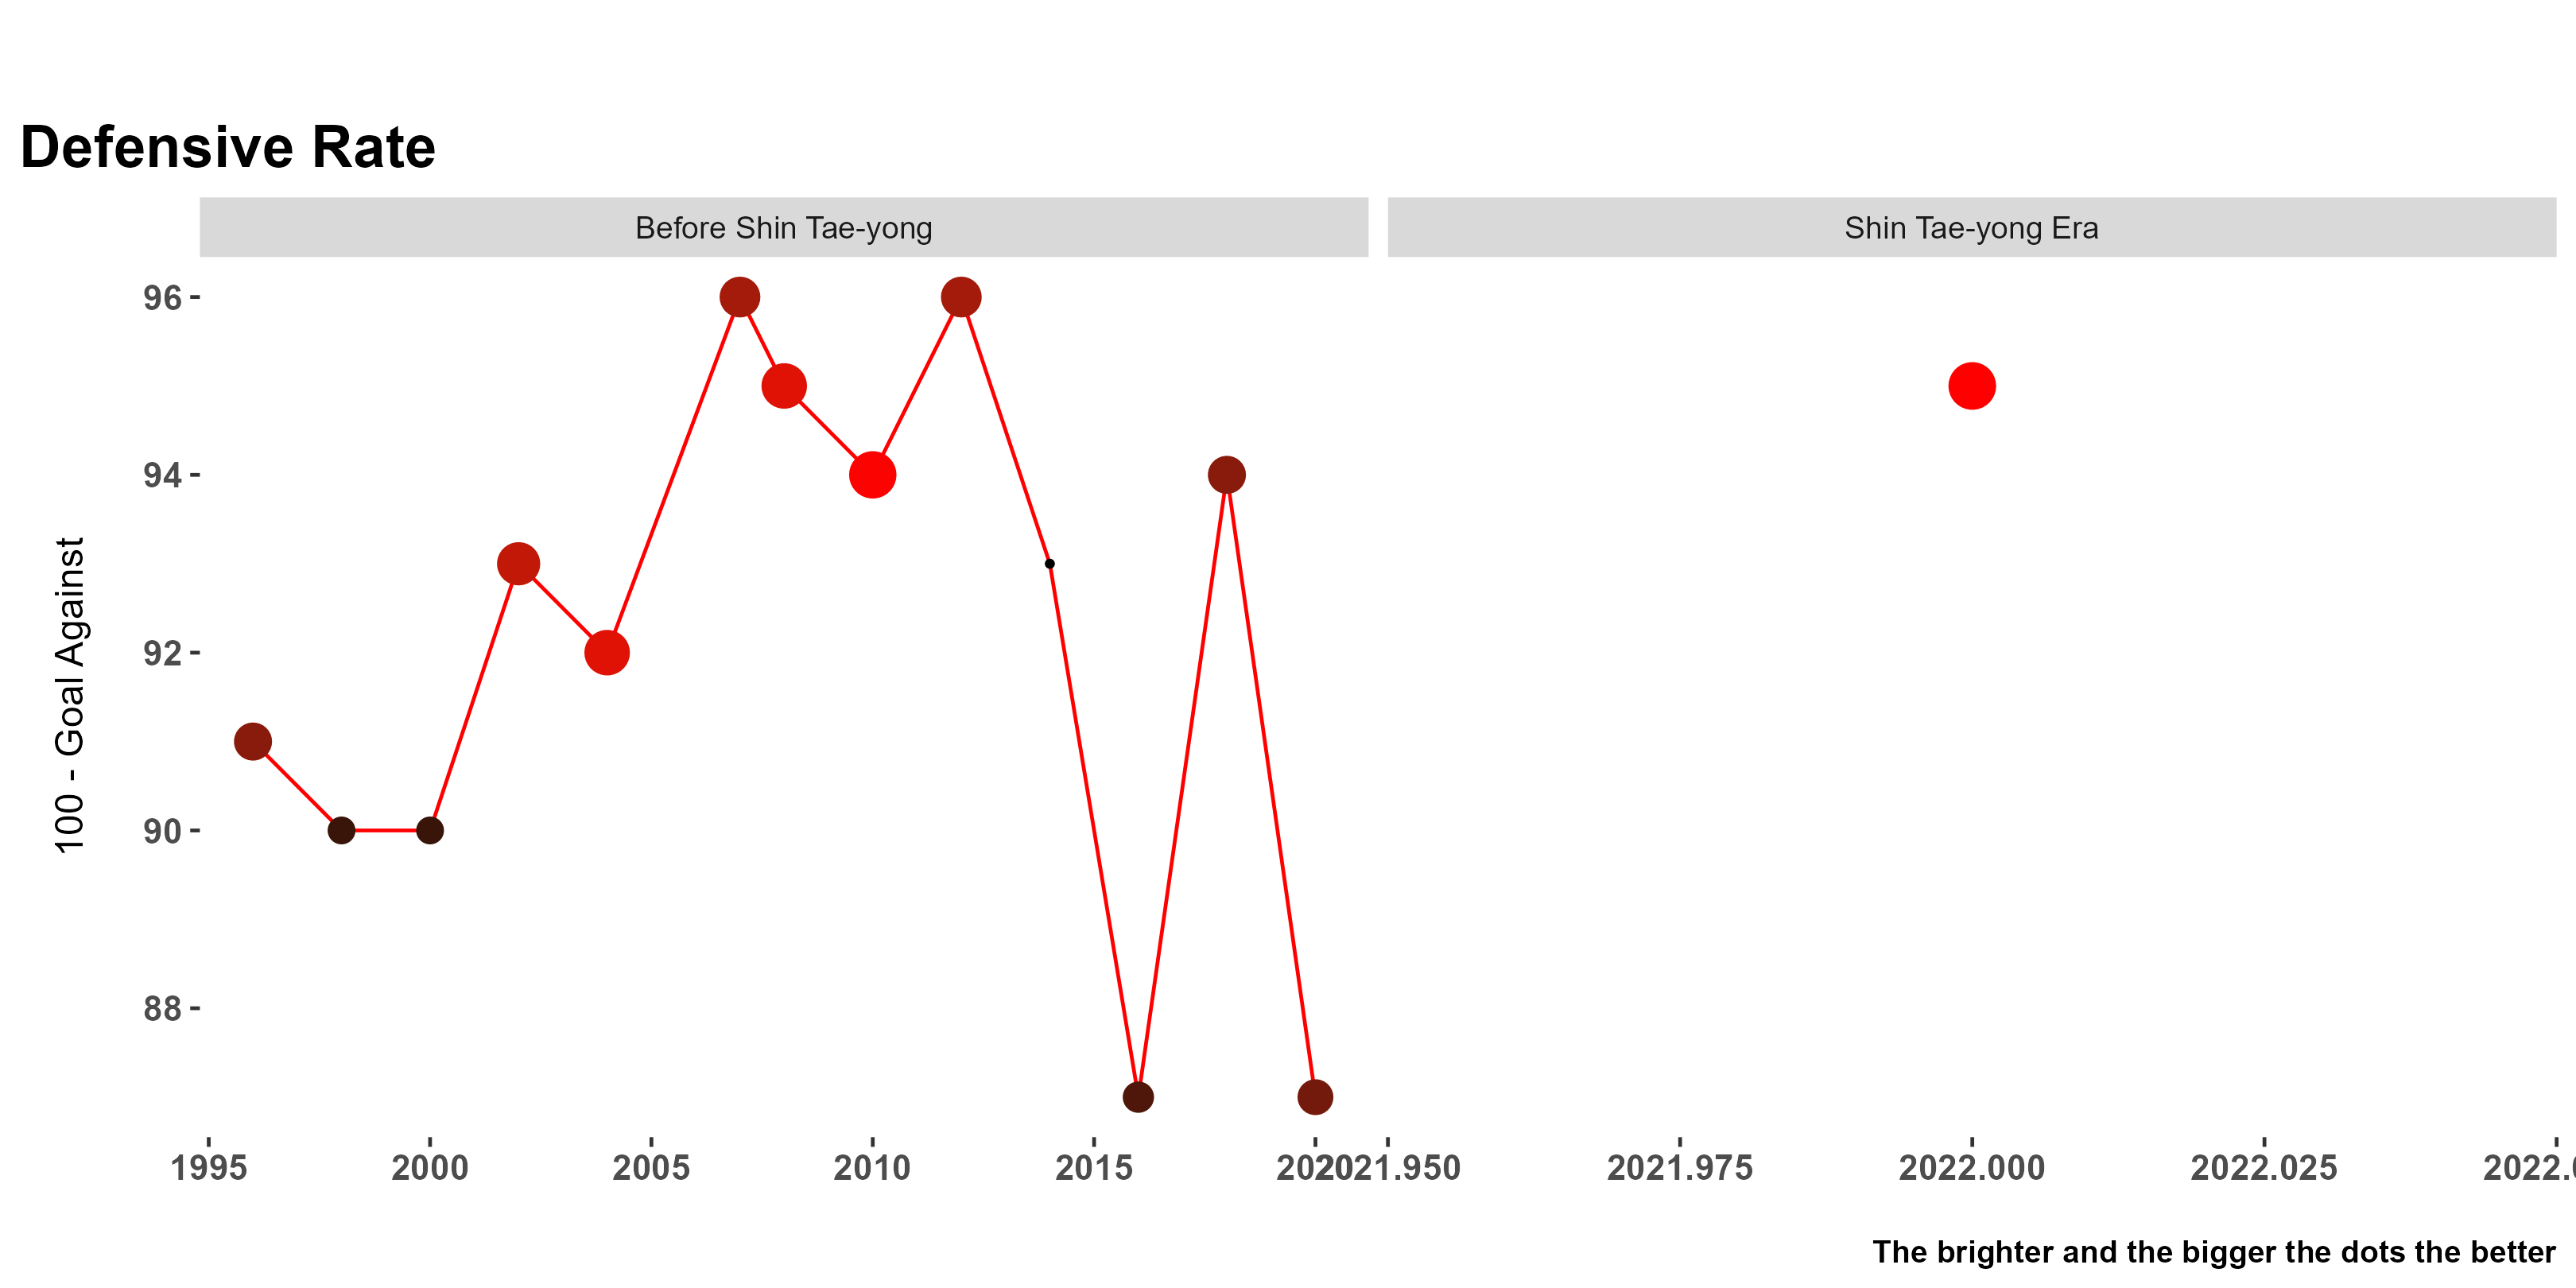 Defensive Rate
Before Shin Tae-yong
Shin Tae-yong Era
100 - Goal Against
96
94
92
90
88
1995 2000 2005 2010 2015 2020 2021.950 2021.975 2022.000 2022.025
The brighter and the bigger the dots the better